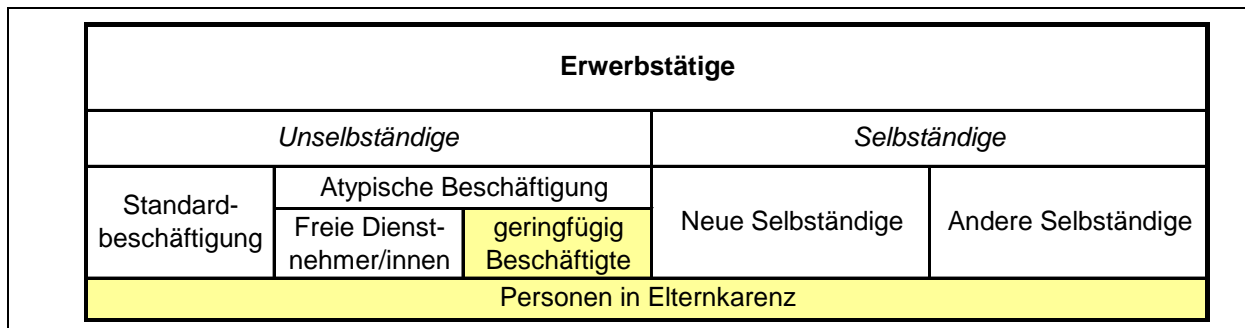 Erwerbstätige
Unselbständige
Selbständige
Standard-
beschäftigung
Atypische Beschäftigung
Freie Dienst-
nehmer/innen
geringfügig
Beschäftigte
Neue Selbständige
Andere Selbständige
Personen in Elternkarenz